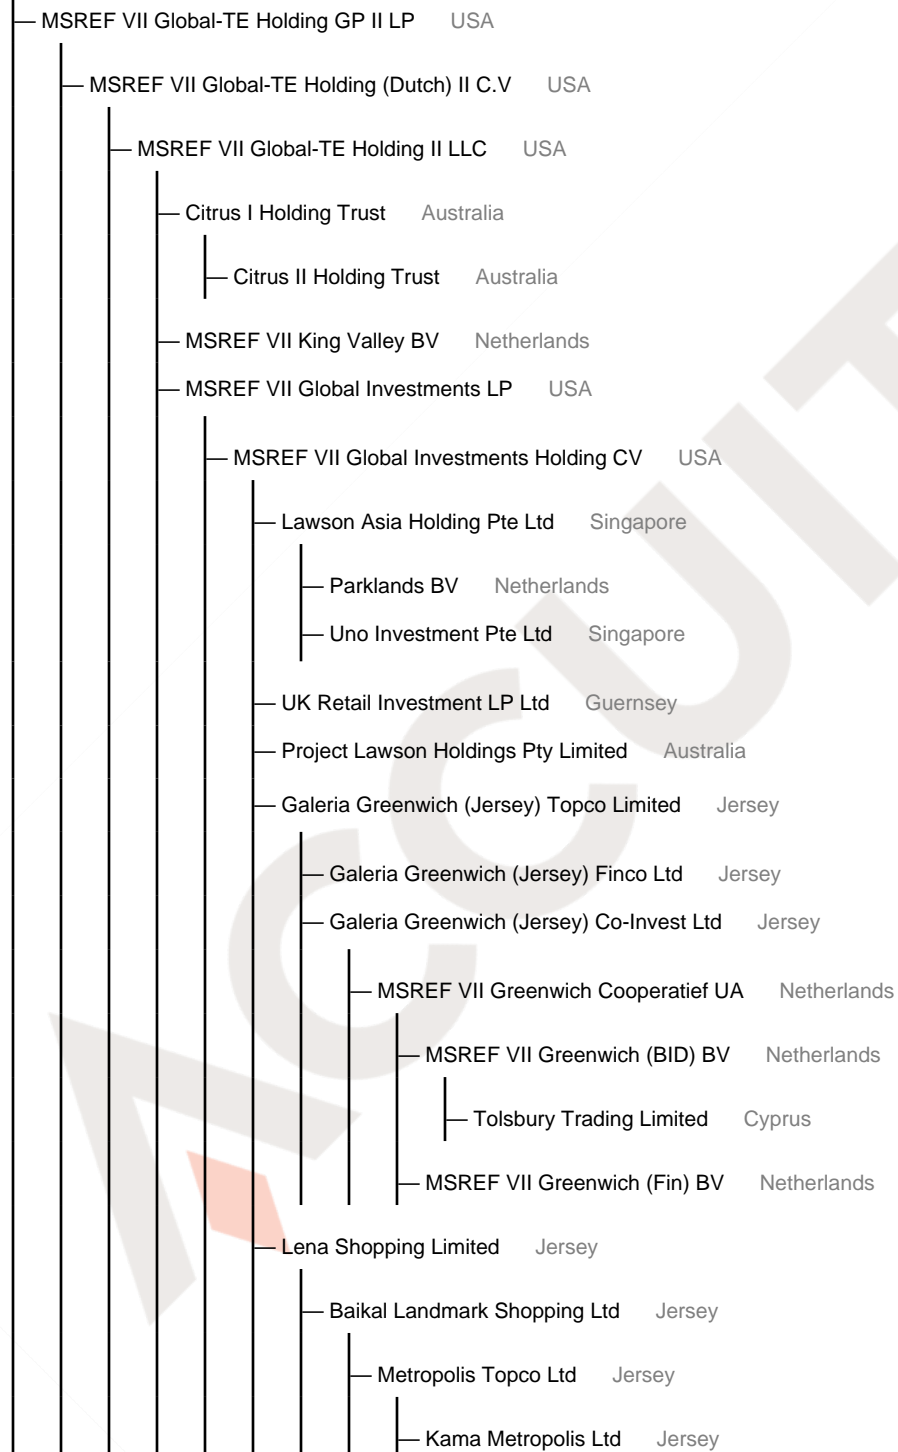 MSREF VII Global-TE Holding GP II LP USA
MSREF VII Global-TE Holding (Dutch) II C.V USA
MSREF VII Global-TE Holding II LLC USA
Citrus I Holding Trust Australia
Citrus II Holding Trust Australia
MSREF VII King Valley BV Netherlands
MSREF VII Global Investments LP USA
MSREF VII Global Investments Holding CV USA
Lawson Asia Holding Pte Ltd Singapore
Parklands BV Netherlands
Uno Investment Pte Ltd Singapore
UK Retail Investment LP Ltd Guernsey
Project Lawson Holdings Pty Limited Australia
Galeria Greenwich (Jersey) Topco Limited Jersey
Galeria Greenwich (Jersey) Finco Ltd Jersey
Galeria Greenwich (Jersey) Co-Invest Ltd Jersey
MSREF VII Greenwich Cooperatief UA Netherlands
MSREF VII Greenwich (BID) BV Netherlands
Tolsbury Trading Limited Cyprus
MSREF VII Greenwich (Fin) BV Netherlands
Lena Shopping Limited Jersey
Baikal Landmark Shopping Ltd Jersey
Metropolis Topco Ltd Jersey
Kama Metropolis Ltd Jersey
ACCUIT